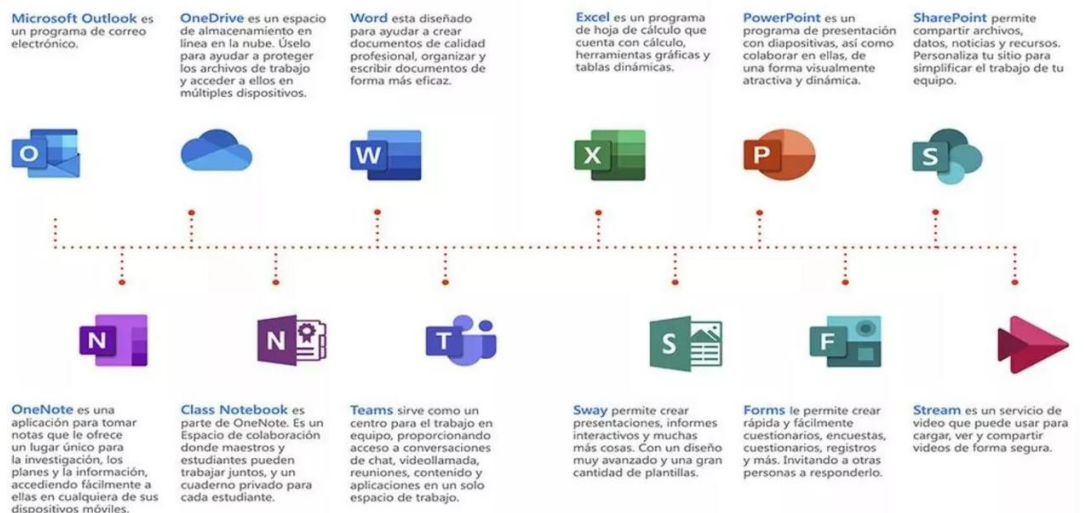 Microsoft Outlook es
un programa de correo
electrónico.
OneDrive es un espacio
de almacenamiento en
línea en la nube. Úselo
para ayudar a proteger
los archivos de trabajo
y acceder a ellos en
múltiples dispositivos.
Word esta diseñado
para ayudar a crear
documentos de calidad
profesional, organizar y
escribir documentos de
forma más eficaz.
Excel es un programa
de hoja de cálculo que
cuenta con cálculo,
herramientas gráficas y
tablas dinámicas.
PowerPoint es un
programa de presentación
con diapositivas, así como
colaborar en ellas, de
una forma visualmente
atractiva y dinámica.
SharePoint permite
compartir archivos,
datos, noticias y recursos.
Personaliza tu sitio para
simplificar el trabajo de tu
equipo.
O
W
X
P
S
N
N
T
S
F
OneNote es una
aplicación para tomar
notas que le ofrece
un lugar único para
la investigación, los
planes y la información,
accediendo fácilmente a
ellas en cualquiera de sus
dispositivos móviles.
Class Notebook es
parte de OneNote. Es un
Espacio de colaboración
donde maestros y
estudiantes pueden
trabajar juntos, y un
cuaderno privado para
cada estudiante.
Teams sirve como un
centro para el trabajo en
equipo, proporcionando
acceso a conversaciones
de chat, videollamada,
reuniones, contenido y
aplicaciones en un solo
espacio de trabajo.
Sway permite crear
presentaciones, informes
interactivos y muchas
más cosas. Con un diseño
muy avanzado y una gran
cantidad de plantillas.
Forms le permite crear
rápida y fácilmente
cuestionarios, encuestas,
cuestionarios, registros
y más. Invitando a otras
personas a responderlo.
Stream es un servicio de
video que puede usar para
cargar, ver y compartir
videos de forma segura.